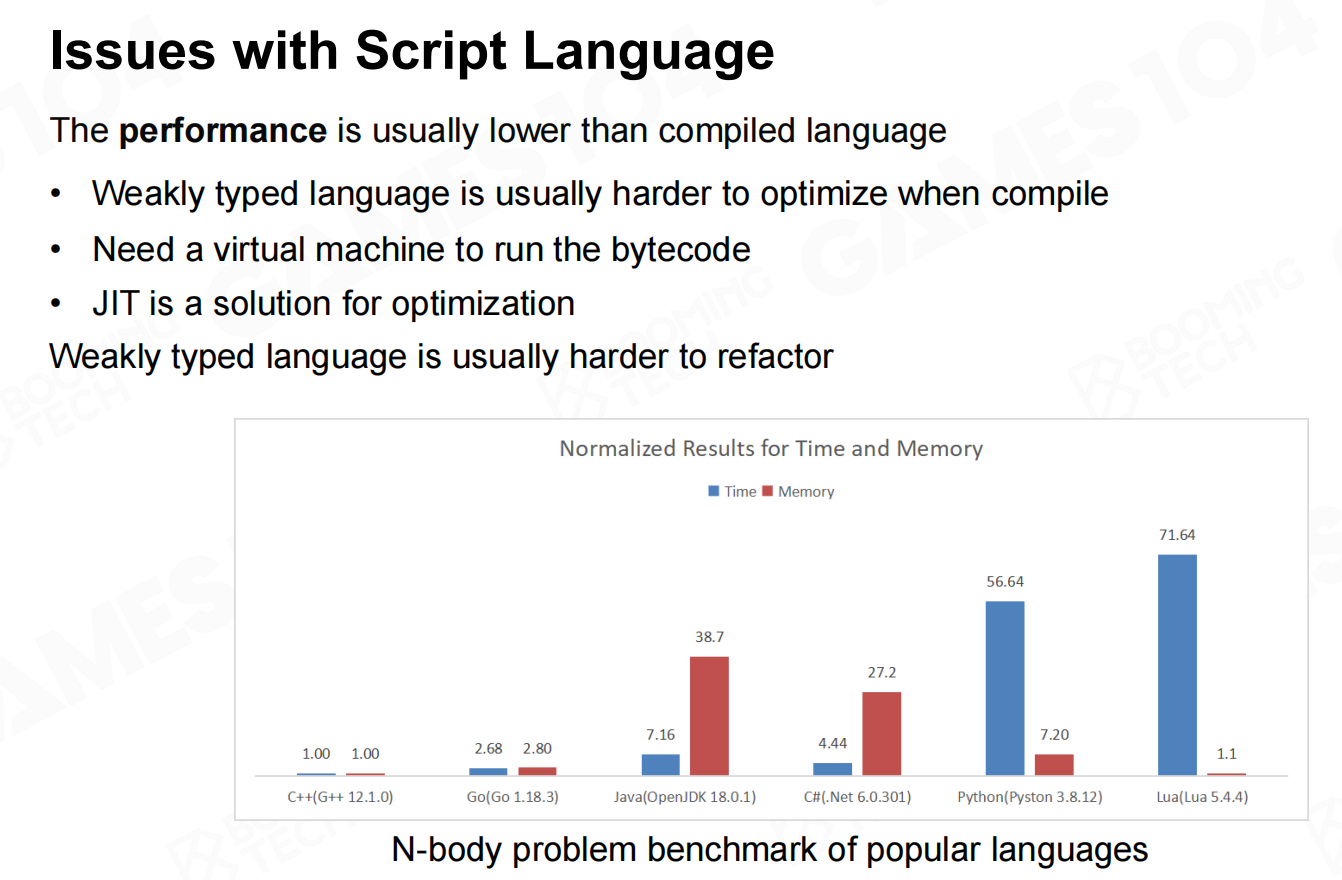 Issues with Script Language
The performance is usually lower than compiled language
• Weakly typed language is usually harder to optimize when compile
• Need a virtual machine to run the bytecode
• JIT is a solution for optimization
Weakly typed language is usually harder to refactor
Normalized Results for Time and Memory
Time Memory
71.64
56.64
38.7
27.2
7.16
4.44
7.20
1.00 1.00
2.68 2.80
1.1
C++(G++ 12.1.0) Go(Go 1.18.3) Java(OpenJDK 18.0.1) C#(.Net 6.0.301) Python(Pyston 3.8.12) Lua(Lua 5.4.4)
N-body problem benchmark of popular languages
GAMES104
BOOMING
TECH